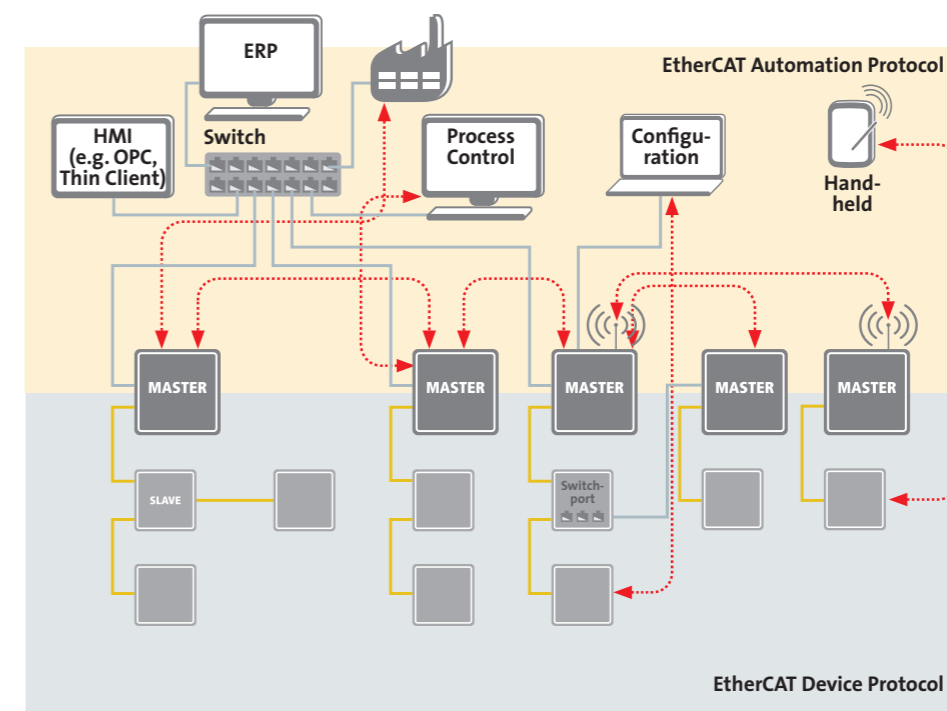 ERP
EtherCAT Automation Protocol
HMI
(e.g. OPC,
Thin Client)
Switch
Process
Control
Configu-
ration
Hand-
held
MASTER
MASTER
MASTER
MASTER
MASTER
SLAVE
Switch-
port
EtherCAT Device Protocol